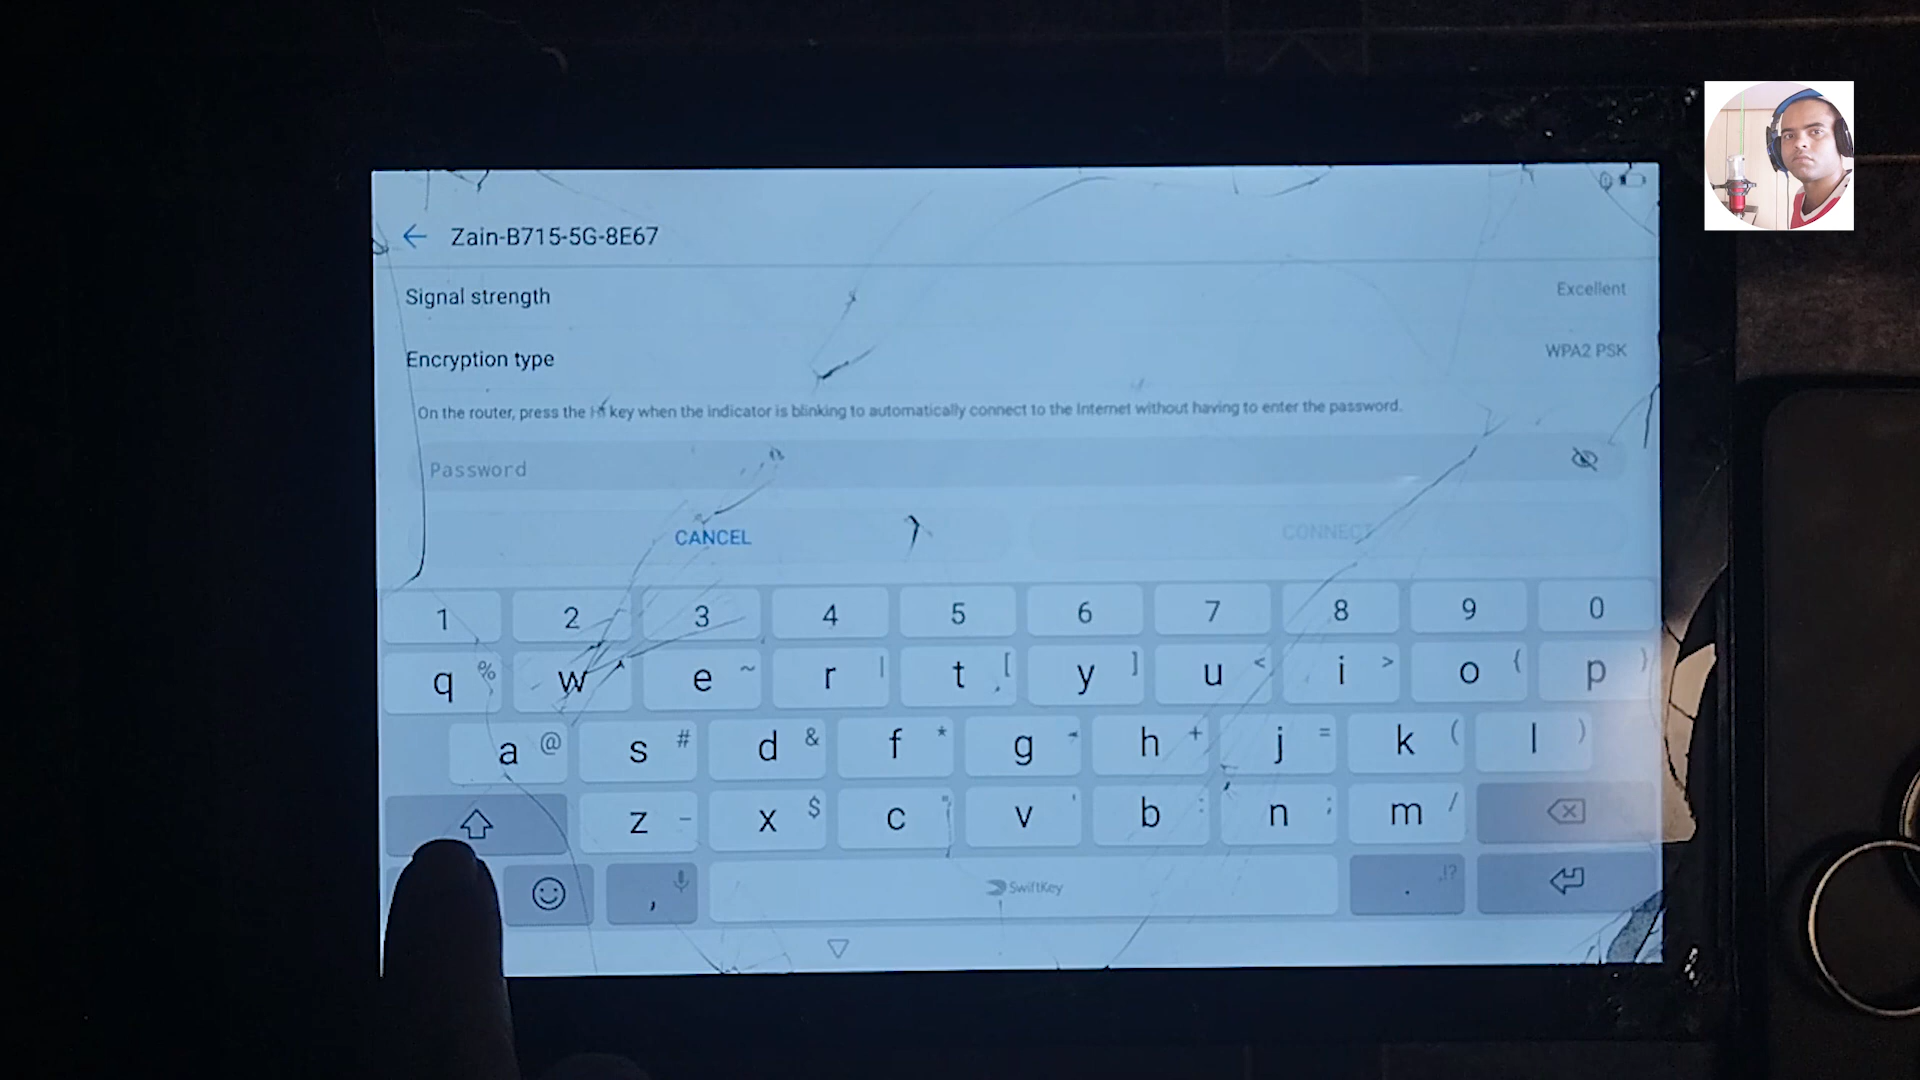 Zain-B715-5G-8E67
Signal strength
Excellent
Encryption type
WPA2 PSK
On the router, press the Hi key when the indicator is blinking to automatically connect to the Internet without having to enter the password.
Password
CANCEL
CONNECT
1 2 3 4 5 6 7 8 9 0
q % w ^ e ~ r | t [ y ] u < i > o { p }
a @ s # d & f * g - h + j = k ( l )
z _ x $ c " v ' b : n ; m /
, SwiftKey . ,!?